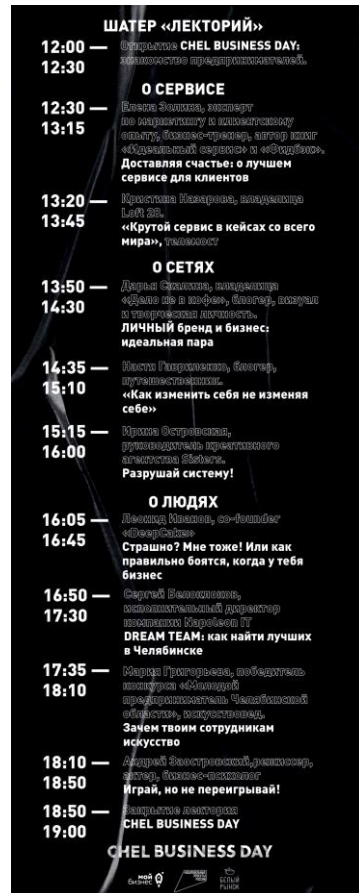 ШАТЕР «ЛЕКТОРИЙ»
12:00 —
12:30
Открытие CHEL BUSINESS DAY:
знакомство предпринимателей.
О СЕРВИСЕ
12:30 —
13:15
Елена Золина, эксперт
по маркетингу и клиентскому
опыту, бизнес-тренер, автор книг
«Идеальный сервис» и «Фидбэк».
Доставляя счастье: о лучшем
сервисе для клиентов
13:20 —
13:45
Кристина Назарова, владелица
Loft 28.
«Крутой сервис в кейсах со всего
мира», телемост
О СЕТЯХ
13:50 —
14:30
Дарья Скалина, владелица
«Дело не в кофе», блогер, визуал
и творческая личность.
ЛИЧНЫЙ бренд и бизнес:
идеальная пара
14:35 —
15:10
Настя Гавриленко, блогер,
путешественник.
«Как изменить себя не изменяя
себе»
15:15 —
16:00
Ирина Островская,
руководитель креативного
агентства Sisters.
Разрушай систему!
О ЛЮДЯХ
16:05 —
16:45
Леонид Иванов, co-founder
«DeepCake»
Страшно? Мне тоже! Или как
правильно боятся, когда у тебя
бизнес
16:50 —
17:30
Сергей Белоклоков,
исполнительный директор
компании Napoleon IT
DREAM TEAM: как найти лучших
в Челябинске
17:35 —
18:10
Мария Григорьева, победитель
конкурса «Молодой
предприниматель Челябинской
области», искусствовед.
Зачем твоим сотрудникам
искусство
18:10 —
18:50
Андрей Заостровский,режиссер,
актер, бизнес-психолог
Играй, но не переигрывай!
18:50 —
19:00
Закрытие лектория
CHEL BUSINESS DAY
CHEL BUSINESS DAY
мой
бизнес
БЕЛЫЙ
РЫНОК